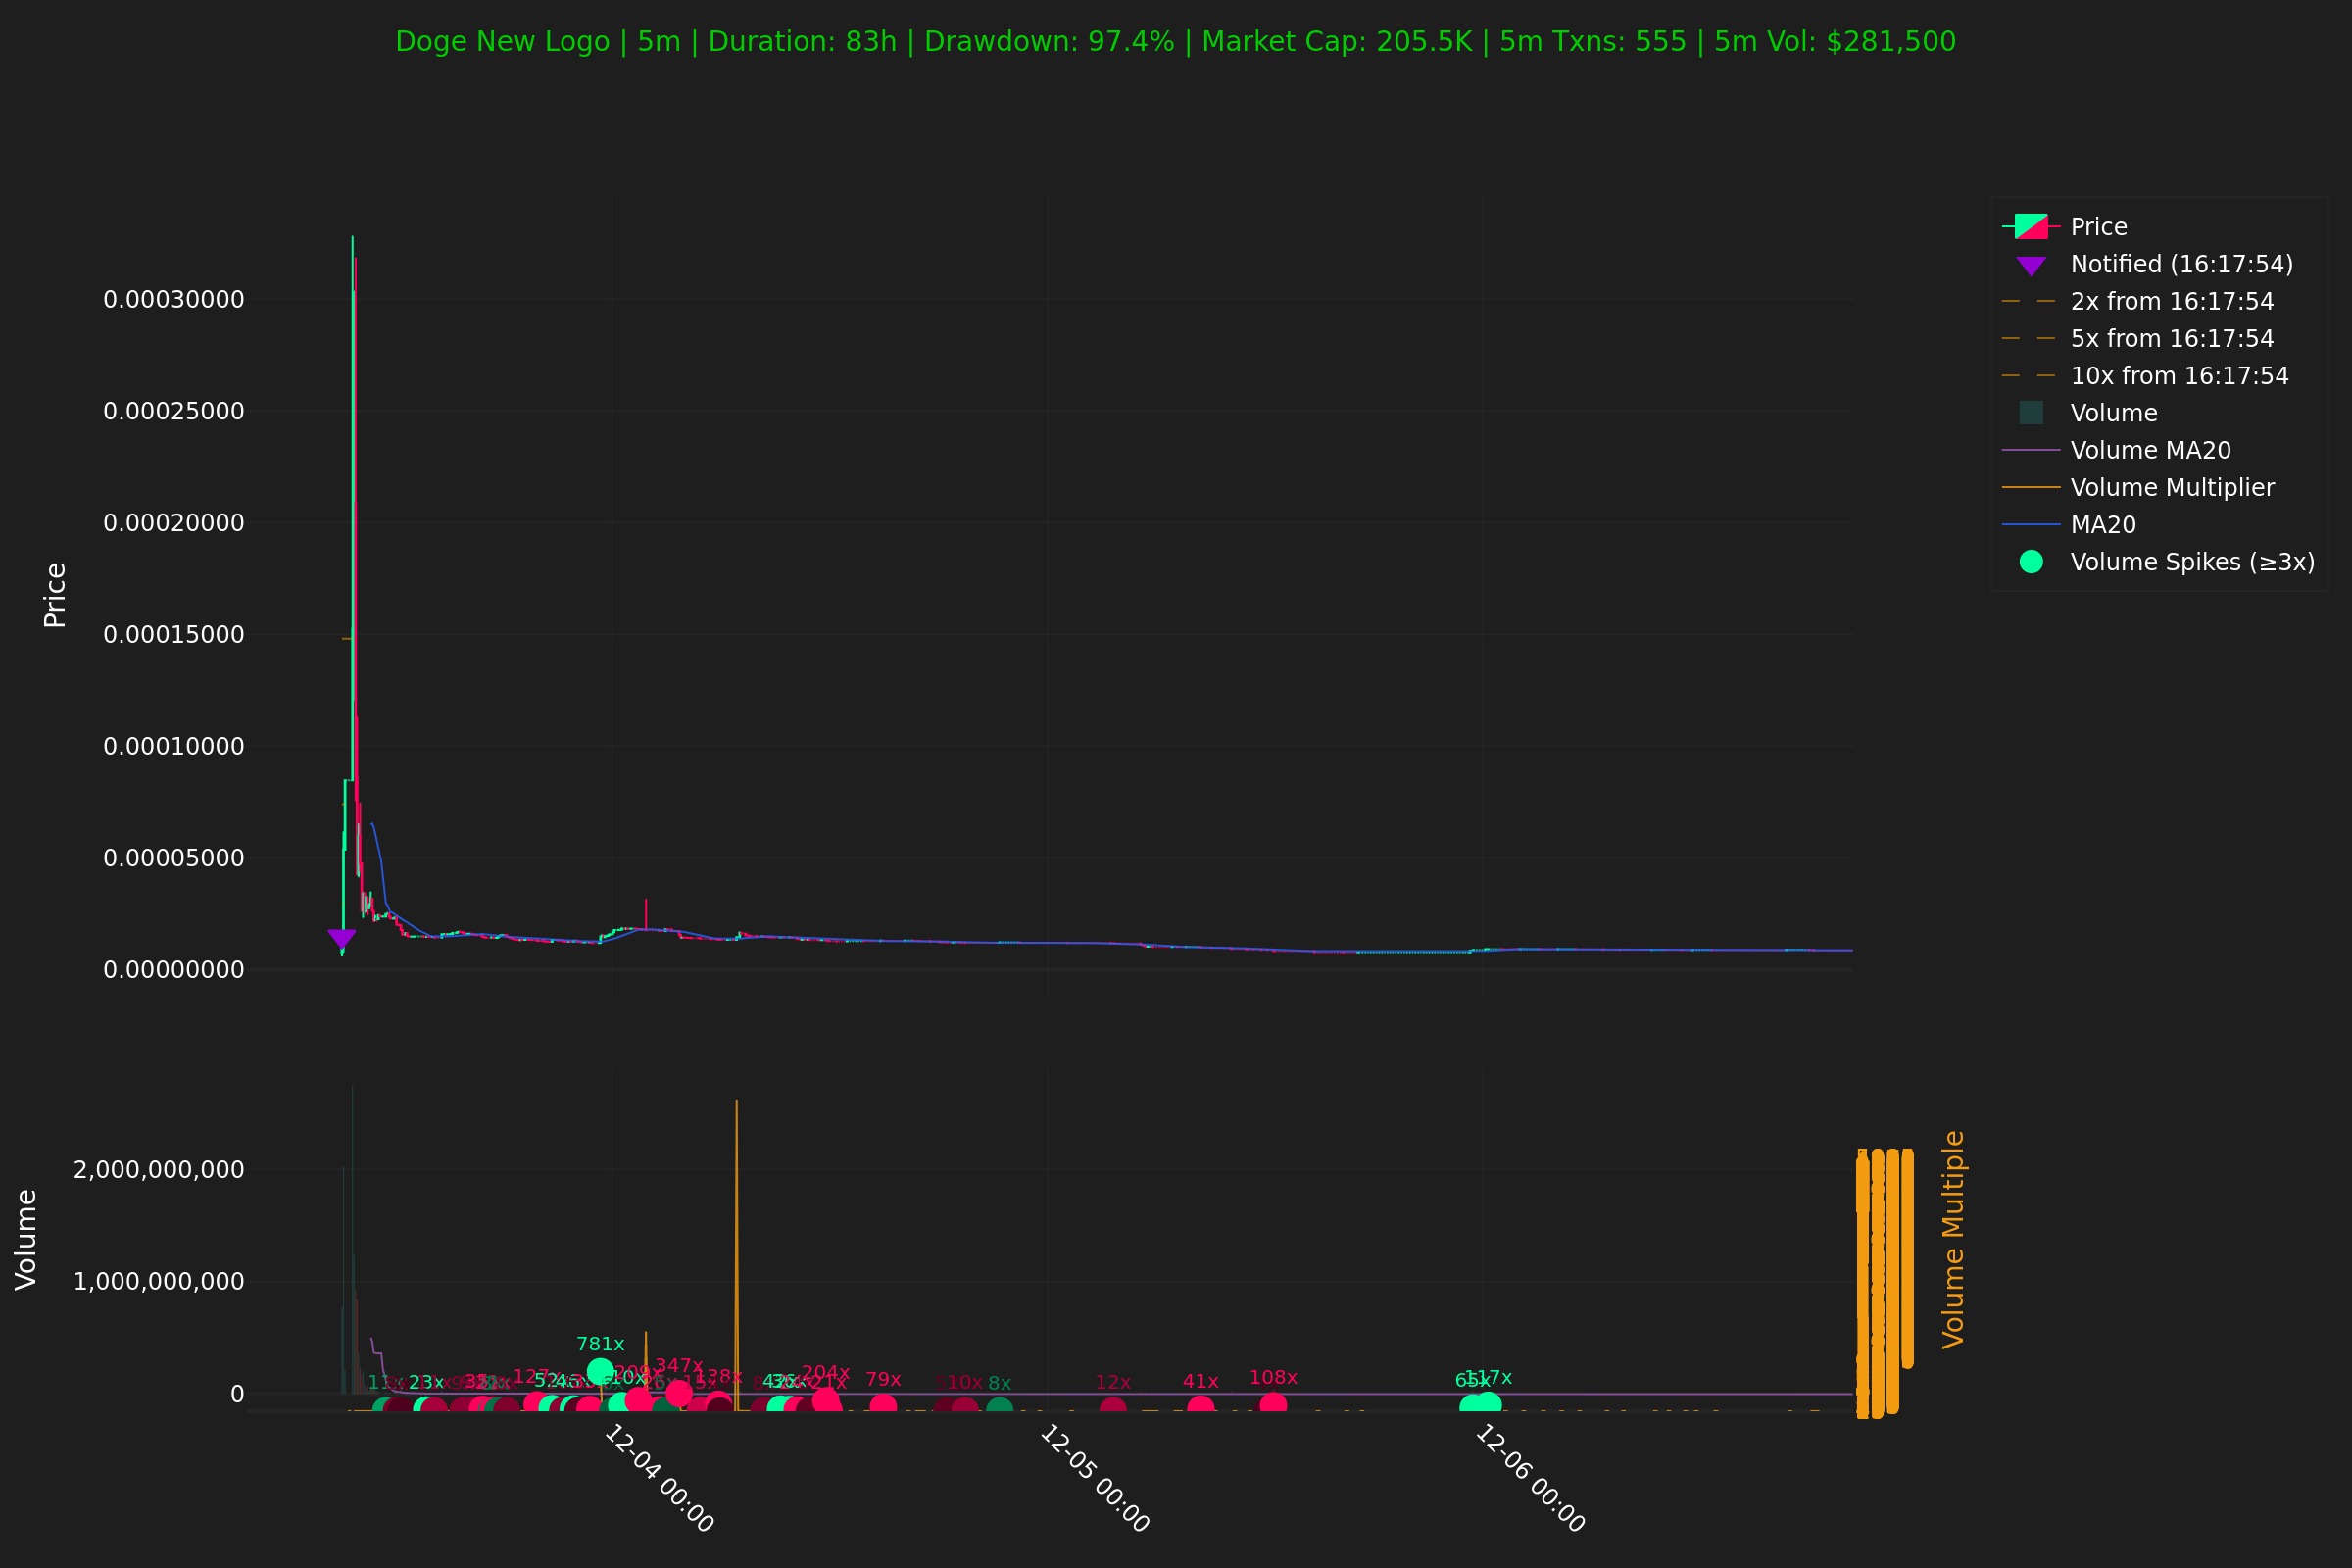 Doge New Logo | 5m | Duration: 83h | Drawdown: 97.4% | Market Cap: 205.5K | 5m Txns: 555 | 5m Vol: $281,500
Price
0.00030000
0.00025000
0.00020000
0.00015000
0.00010000
0.00005000
0.00000000
Price
Notified (16:17:54)
2x from 16:17:54
5x from 16:17:54
10x from 16:17:54
Volume
Volume MA20
Volume Multiplier
MA20
Volume Spikes (≥3x)
Volume
2,000,000,000
1,000,000,000
0
781x
23x
209x
347x
138x
204x
79x
10x
8x
12x
41x
108x
65x
117x
Volume Multiple
12-04 00:00
12-05 00:00
12-06 00:00